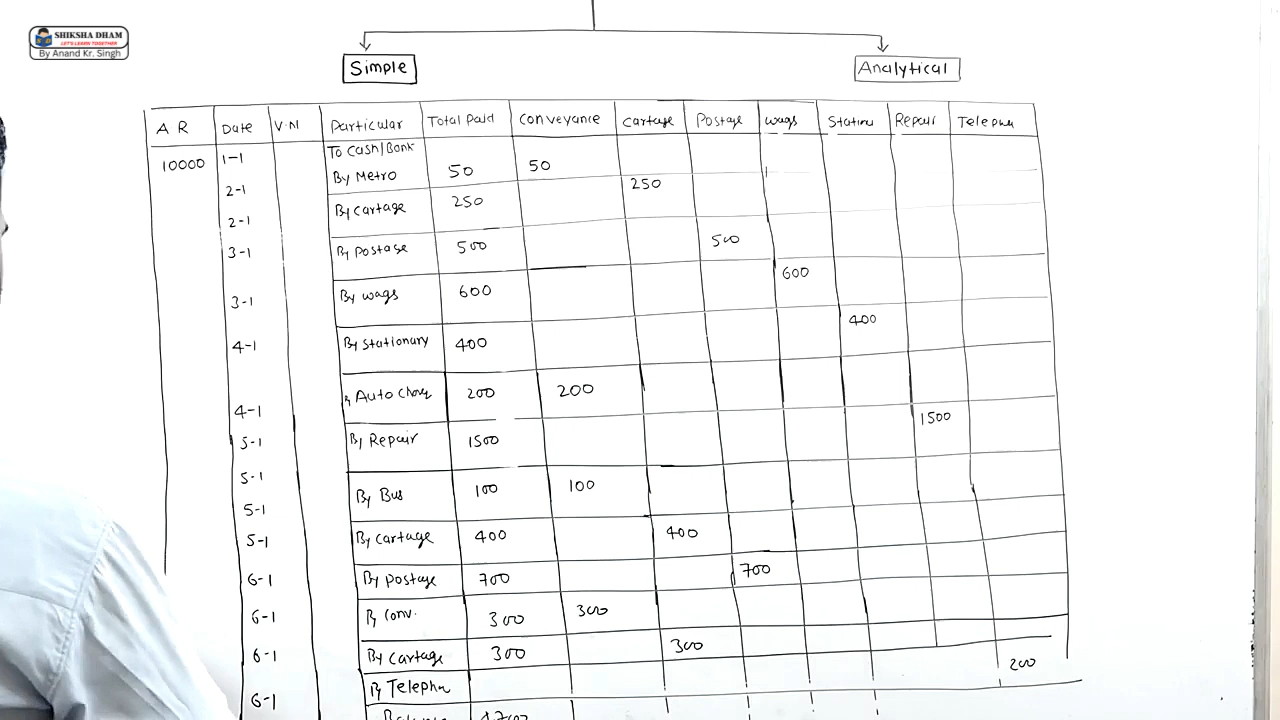 SHIKSHA DHAM
LET'S LEARN TOGETHER
By Anand Kr. Singh
Simple
Analytical
A R Date V.N Particular Total Paid Conveyance Cartage Postage wags Repair
To Cash/Bank
10000 1-1 By Metro 50 50
2-1 250
By cartage 250
2-1
3-1 By Postage 500 500
600
3-1 By wags 600
400
4-1 By Stationary 400
Auto 200 200
4-1 1500
5-1 By Repair 1500
5-1
By Bus 100 100
5-1
5-1 By cartage 400 400
6-1 By Postage 700 700
6-1 By Conv. 300 300
6-1 By Cartage 300 300
200
6-1 By